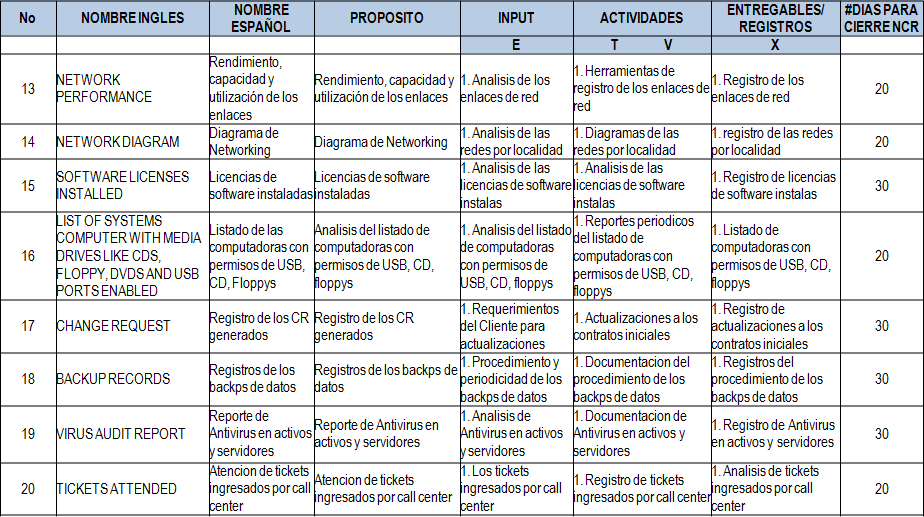 No NOMBRE INGLES NOMBRE ESPAÑOL PROPOSITO INPUT ACTIVIDADES ENTREGABLES/ REGISTROS #DIAS PARA CIERRE NCR
E T V X
13 NETWORK PERFORMANCE Rendimiento, capacidad y utilización de los enlaces Rendimiento, capacidad y utilización de los enlaces 1. Analisis de los enlaces de red 1. Herramientas de registro de los enlaces de red 1. Registro de los enlaces de red 20
14 NETWORK DIAGRAM Diagrama de Networking Diagrama de Networking 1. Analisis de las redes por localidad 1. Diagramas de las redes por localidad 1. registro de las redes por localidad 20
15 SOFTWARE LICENSES INSTALLED Licencias de software instaladas Licencias de software instaladas 1. Analisis de las licencias de software instalas 1. Analisis de las licencias de software instalas 1. Registro de licencias de software instalas 30
16 LIST OF SYSTEMS COMPUTER WITH MEDIA DRIVES LIKE CDS, FLOPPY, DVDS AND USB PORTS ENABLED Listado de las computadoras con permisos de USB, CD, Floppys Analisis del listado de computadoras con permisos de USB, CD, floppys 1. Analisis del listado de computadoras con permisos de USB, CD, floppys 1. Reportes periodicos del listado de computadoras con permisos de USB, CD, floppys 1. Listado de computadoras con permisos de USB, CD, floppys 20
17 CHANGE REQUEST Registro de los CR generados Registro de los CR generados 1. Requerimientos del Cliente para actualizaciones 1. Actualizaciones a los contratos iniciales 1. Registro de actualizaciones a los contratos iniciales 30
18 BACKUP RECORDS Registros de los backps de datos Registros de los backps de datos 1. Procedimiento y periodicidad de los backps de datos 1. Documentacion del procedimiento de los backps de datos 1. Registros del procedimiento de los backps de datos 30
19 VIRUS AUDIT REPORT Reporte de Antivirus en activos y servidores Reporte de Antivirus en activos y servidores 1. Analisis de Antivirus en activos y servidores 1. Documentacion de Antivirus en activos y servidores 1. Registro de Antivirus en activos y servidores 30
20 TICKETS ATTENDED Atencion de tickets ingresados por call center Atencion de tickets ingresados por call center 1. Los tickets ingresados por call center 1. Registro de tickets ingresados por call center 1. Analisis de tickets ingresados por call center 20